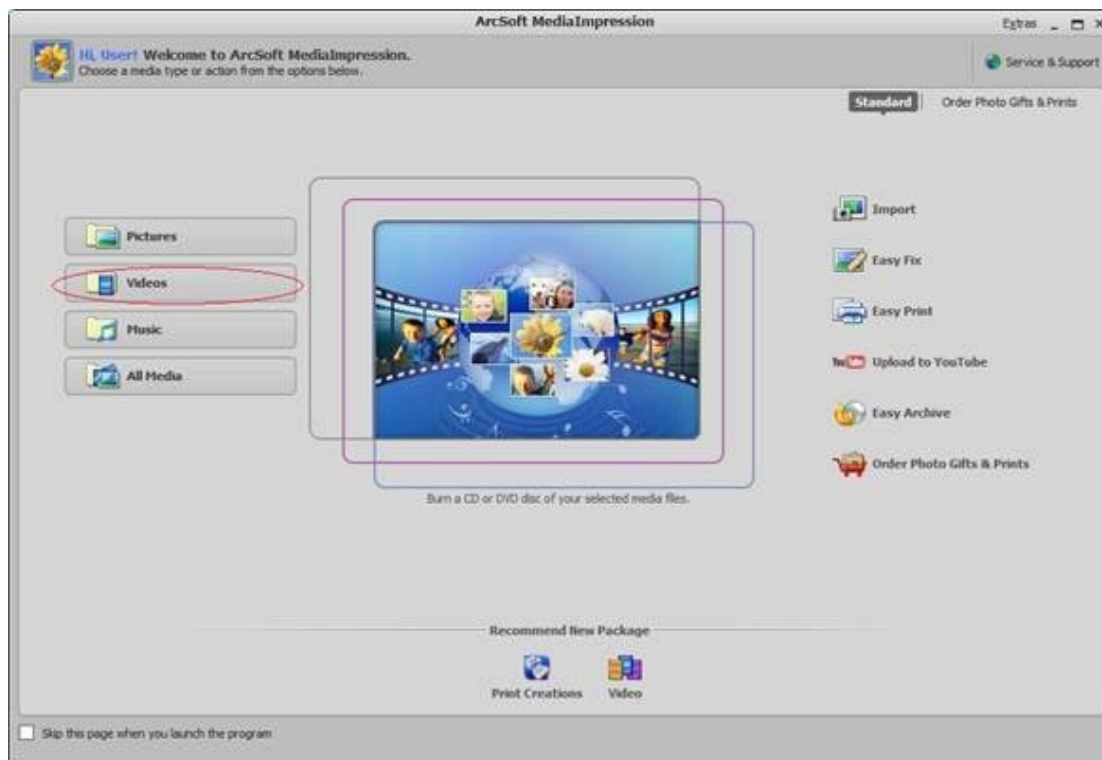 ArcSoft MediaImpression
Extras
Hi, User! Welcome to ArcSoft MediaImpression.
Choose a media type or action from the options below.
Service & Support
Standard
Order Photo Gifts & Prints
Pictures
Videos
Music
All Media
Import
Easy Fix
Easy Print
Upload to YouTube
Easy Archive
Order Photo Gifts & Prints
Burn a CD or DVD disc of your selected media files.
Recommend New Package
Print Creations
Video
Skip this page when you launch the program